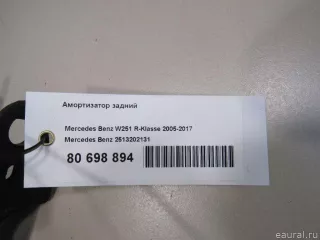 Амортизатор задний
Mercedes Benz W251 R-Klasse 2005-2017
Mercedes Benz 2513202131
80 698 894
eaural.ru